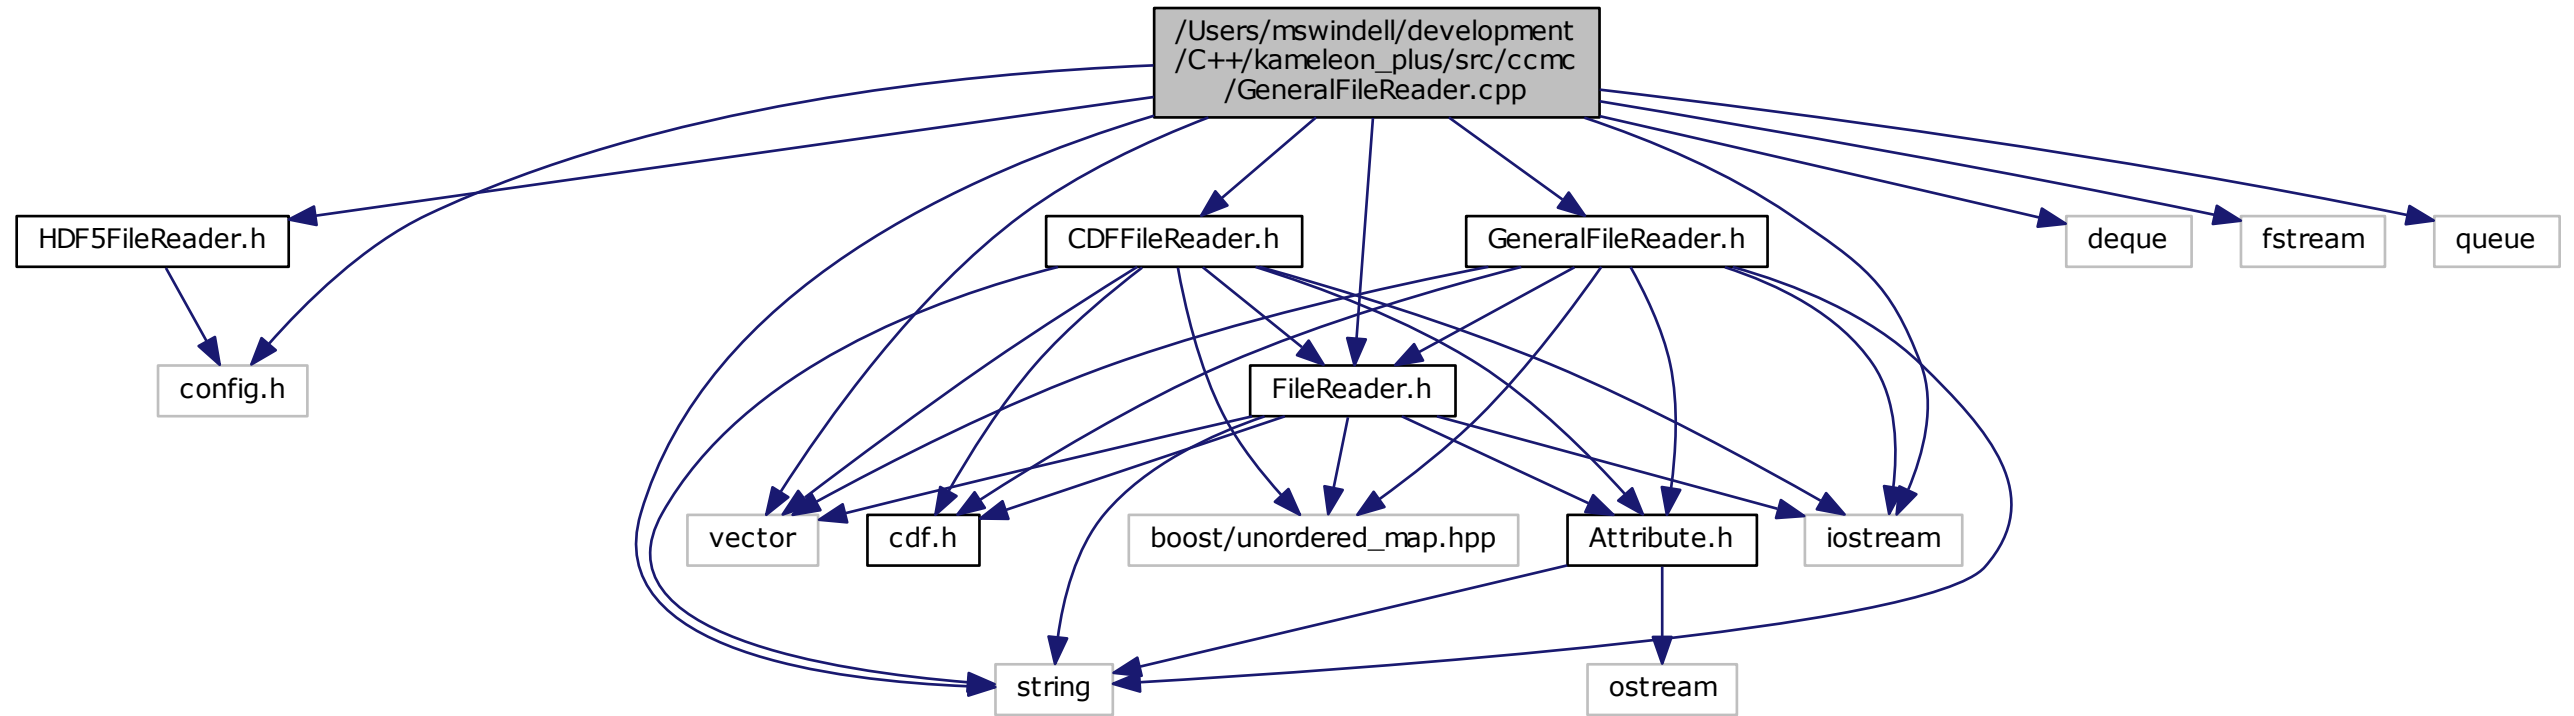 /Users/mswindell/development
/C++/kameleon_plus/src/ccmc
/GeneralFileReader.cpp
HDF5FileReader.h
CDFFileReader.h
GeneralFileReader.h
deque
fstream
queue
config.h
FileReader.h
vector
cdf.h
boost/unordered_map.hpp
Attribute.h
iostream
string
ostream